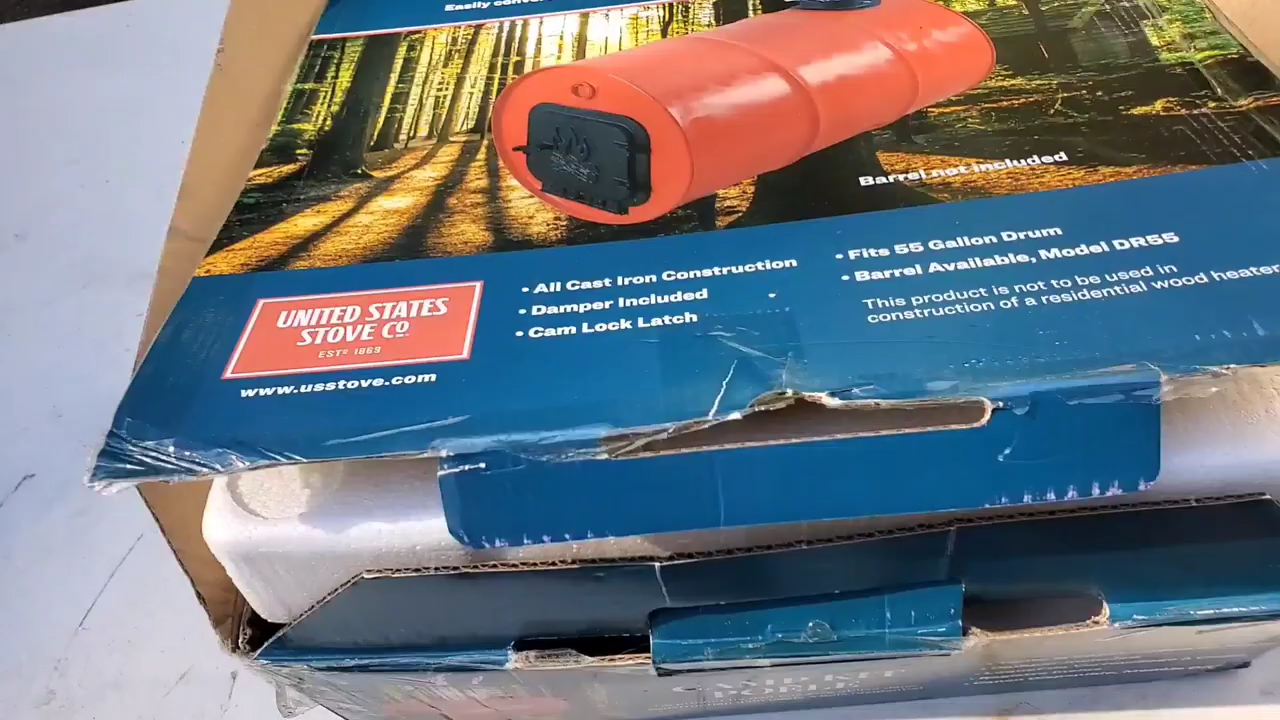 Easily
Barrel not included
UNITED STATES
STOVE CO
ESTD 1869
www.usstove.com
• All Cast Iron Construction
• Damper Included
• Cam Lock Latch
• Fits 55 Gallon Drum
• Barrel Available, Model DR55
This product is not to be used in
construction of a residential wood heater